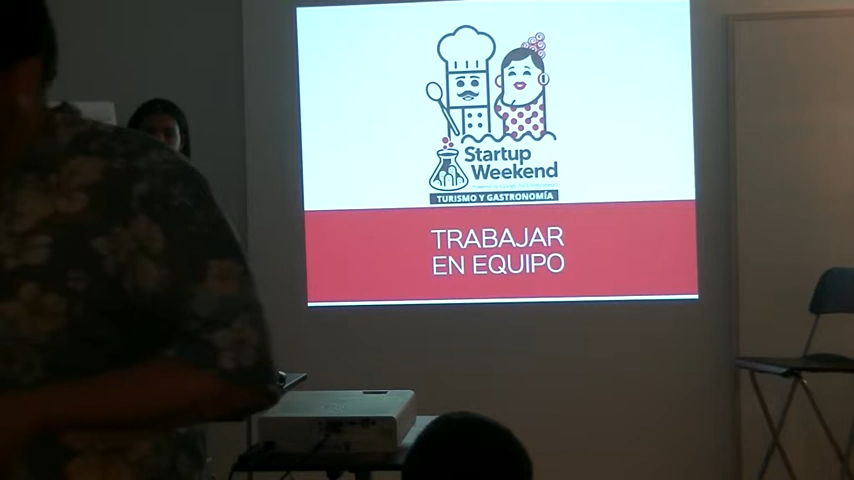 Startup
Weekend
TURISMO Y GASTRONOMÍA
TRABAJAR
EN EQUIPO